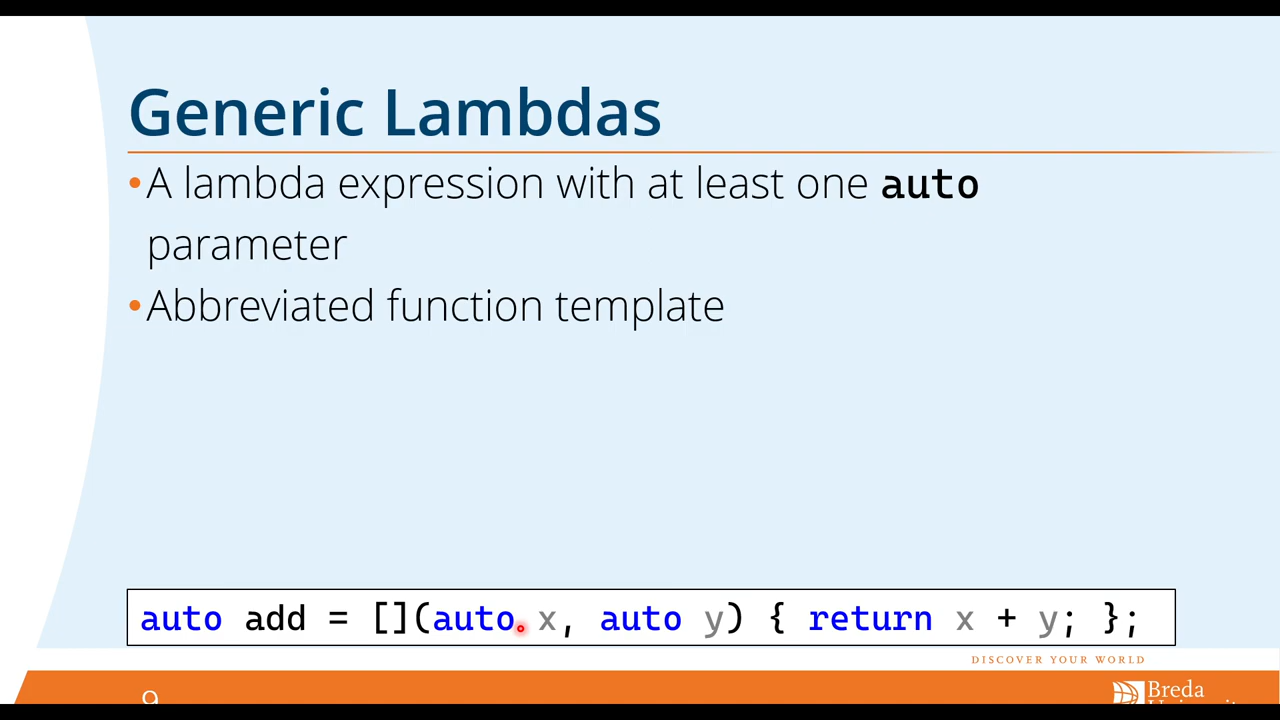 Generic Lambdas
•A lambda expression with at least one auto
parameter
•Abbreviated function template
auto add = [](auto x, auto y) { return x + y; };
DISCOVER YOUR WORLD
9
Breda